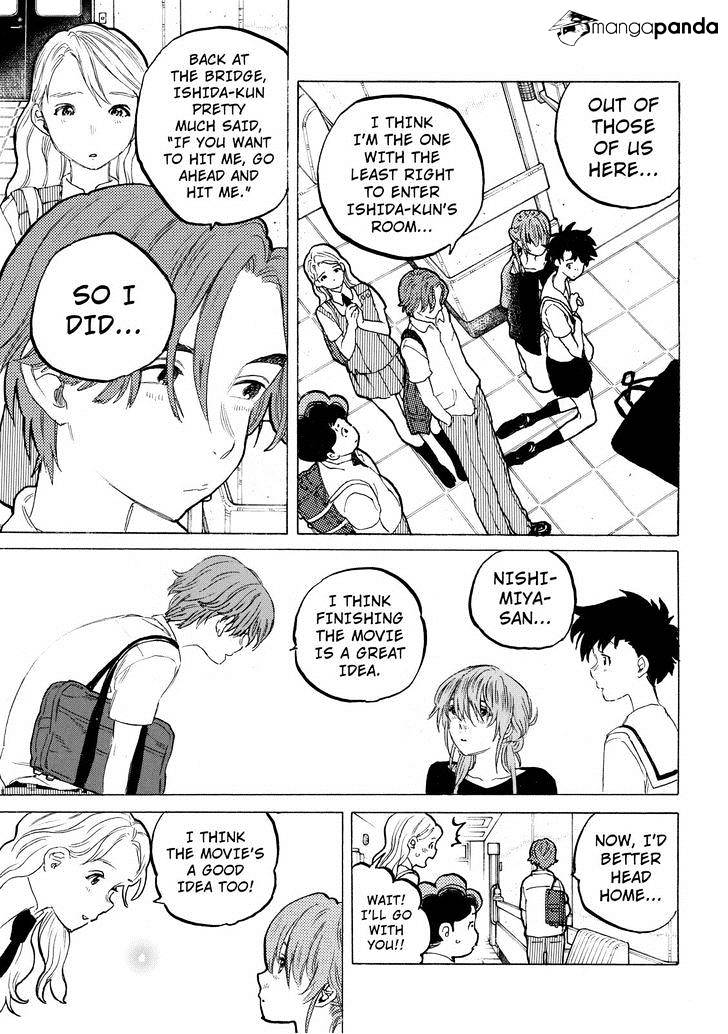 mangapanda
OUT OF
THOSE
OF US
HERE...
I THINK
I'M THE ONE
WITH THE
LEAST RIGHT
TO ENTER
ISHIDA-KUN'S
ROOM...
BACK AT
THE BRIDGE,
ISHIDA-KUN
PRETTY
MUCH SAID,
"IF YOU WANT
TO HIT ME, GO
AHEAD AND
HIT ME."
SO I
DID...
NISHI-
MIYA-
SAN...
I THINK
FINISHING
THE MOVIE
IS A GREAT
IDEA.
NOW, I'D
BETTER
HEAD
HOME...
WAIT!
I'LL GO
WITH
YOU!!
I THINK
THE MOVIE'S
A GOOD
IDEA TOO!